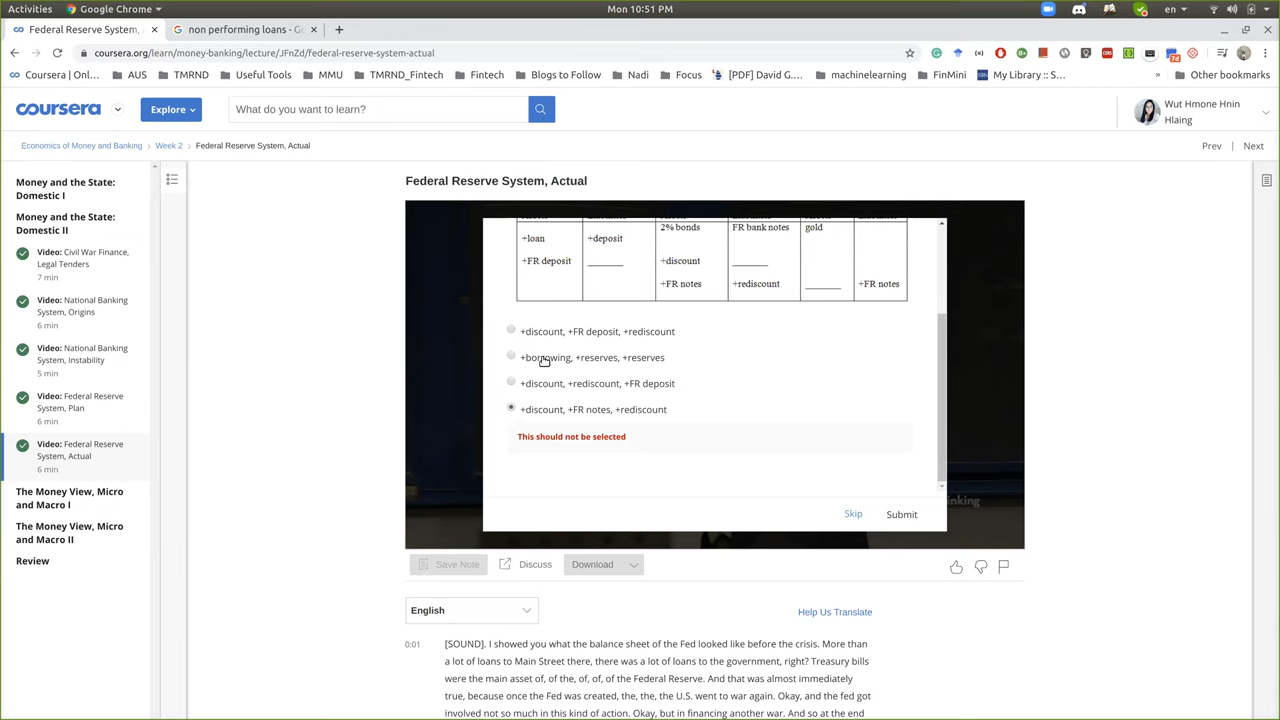 Activities Google Chrome Mon 10:51 PM en
Federal Reserve System, non performing loans - Go
coursera.org/learn/money-banking/lecture/JFnZd/federal-reserve-system-actual
Coursera | Onl... AUS TMRND Useful Tools MMU TMRND_Fintech Fintech Blogs to Follow Nadi Focus [PDF] David G.... machinelearning FinMini My Library :: S... » Other bookmarks
coursera Explore What do you want to learn? Wut Hmone Hnin
Hlaing
Economics of Money and Banking > Week 2 > Federal Reserve System, Actual Prev | Next
Money and the State:
Domestic I
Money and the State:
Domestic II
Video: Civil War Finance,
Legal Tenders
7 min
Video: National Banking
System, Origins
6 min
Video: National Banking
System, Instability
5 min
Video: Federal Reserve
System, Plan
6 min
Video: Federal Reserve
System, Actual
6 min
The Money View, Micro
and Macro I
The Money View, Micro
and Macro II
Review
Federal Reserve System, Actual
2% bonds FR bank notes gold
+loan +deposit
+FR deposit ______ +discount ______
+FR notes +rediscount ______ +FR notes
+discount, +FR deposit, +rediscount
+borrowing, +reserves, +reserves
+discount, +rediscount, +FR deposit
+discount, +FR notes, +rediscount
This should not be selected
Skip Submit
inking
Save Note Discuss Download
English Help Us Translate
0:01 [SOUND]. I showed you what the balance sheet of the Fed looked like before the crisis. More than
a lot of loans to Main Street there, there was a lot of loans to the government, right? Treasury bills
were the main asset of, of the, of, of, of the Federal Reserve. And that was almost immediately
true, because once the Fed was created, the, the, the U.S. went to war again. Okay, and the fed got
involved not so much in this kind of action. Okay, but in financing another war. And so at the end